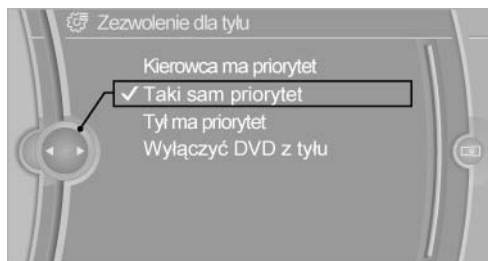 Zezwolenie dla tyłu
Kierowca ma priorytet
✓ Taki sam priorytet
Tył ma priorytet
Wyłączyć DVD z tyłu